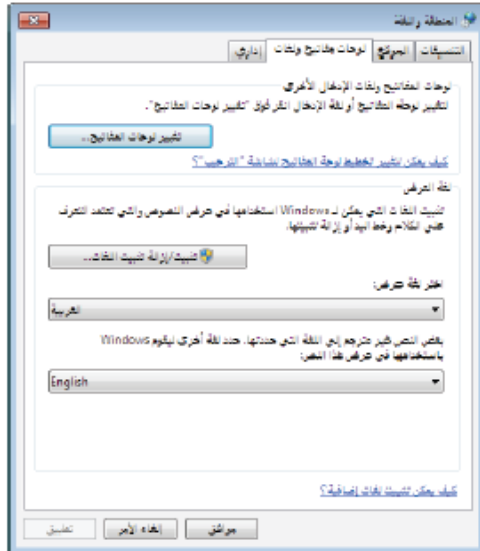 المنطقة واللغة
التنسيقات
الموقع
لوحات مفاتيح ولغات
إداري
لوحات المفاتيح ولغات الإدخال الأخرى
لتغيير لوحة المفاتيح أو لغة الإدخال انقر فوق "تغيير لوحات المفاتيح".
تغيير لوحات المفاتيح...
كيف يمكن تغيير تخطيط لوحة المفاتيح لشاشة "الترحيب"؟
لغة العرض
تثبيت اللغات التي يمكن لـ Windows استخدامها في عرض النصوص والتي تعتمد التعرف
على الكلام وخط اليد أو إزالة تثبيتها.
تثبيت/إزالة تثبيت اللغات...
اختر لغة عرض:
العربية
بعض النص غير مترجم إلى اللغة التي حددتها. حدد لغة أخرى ليقوم Windows
باستخدامها في عرض هذا النص:
English
كيف يمكن تثبيت لغات إضافية؟
موافق
إلغاء الأمر
تطبيق